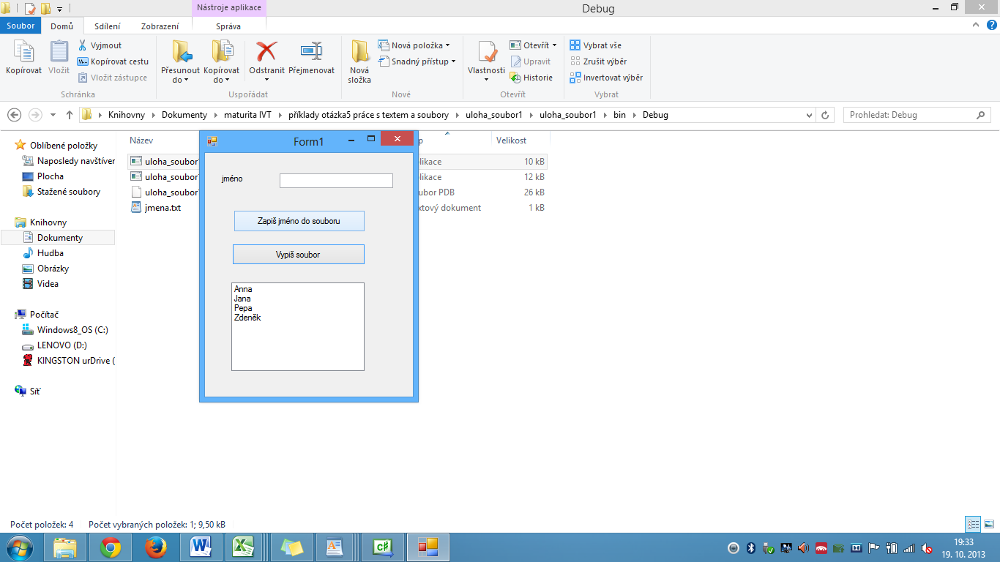 Nástroje aplikace
Debug
Soubor Domů Sdílení Zobrazení Správa
Kopírovat
Vložit
Vyjmout
Kopírovat cestu
Vložit zástupce
Schránka
Přesunout do
Kopírovat do
Odstranit
Přejmenovat
Uspořádat
Nová složka
Nová položka
Snadný přístup
Nové
Vlastnosti
Otevřít
Upravit
Historie
Otevřít
Vybrat vše
Zrušit výběr
Invertovat výběr
Vybrat
Knihovny Dokumenty maturita IVT příklady otázka5 práce s textem a soubory uloha_soubor1 uloha_soubor1 bin Debug
Prohledat: Debug
Oblíbené položky
Naposledy navštíver
Plocha
Stažené soubory
Knihovny
Dokumenty
Hudba
Obrázky
Videa
Počítač
Windows8_OS (C:)
LENOVO (D:)
KINGSTON urDrive (
Síť
Název p Velikost
uloha_soubor likace 10 kB
uloha_soubor likace 12 kB
uloha_soubor ubor PDB 26 kB
jmena.txt xtový dokument 1 kB
Form1
jméno
Zapiš jméno do souboru
Vypiš soubor
Anna
Jana
Pepa
Zdeněk
Počet položek: 4 Počet vybraných položek: 1; 9,50 kB
19:33
19. 10. 2013